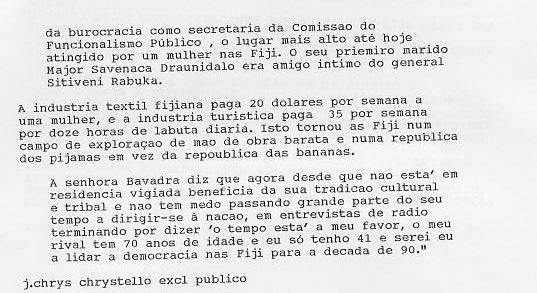 da burocracia como secretaria da Comissao do
Funcionalismo Público , o lugar mais alto até hoje
atingido por um mulher nas Fiji. O seu priemiro marido
Major Savenaca Draunidalo era amigo intimo do general
Sitiveni Rabuka.
A industria textil fijiana paga 20 dolares por semana a
uma mulher, e a industria turistica paga 35 por semana
por doze horas de labuta diaria. Isto tornou as Fiji num
campo de exploraçao de mao de obra barata e numa republica
dos pijamas em vez da repoublica das bananas.
A senhora Bavadra diz que agora desde que nao esta' em
residencia vigiada beneficia da sua tradicao cultural
e tribal e nao tem medo passando grande parte do seu
tempo a dirigir-se à nacao, em entrevistas de radio
terminando por dizer 'o tempo esta' a meu favor, o meu
rival tem 70 anos de idade e eu só tenho 41 e serei eu
a lidar a democracia nas Fiji para a decada de 90."
j.chrys chrystello excl publico